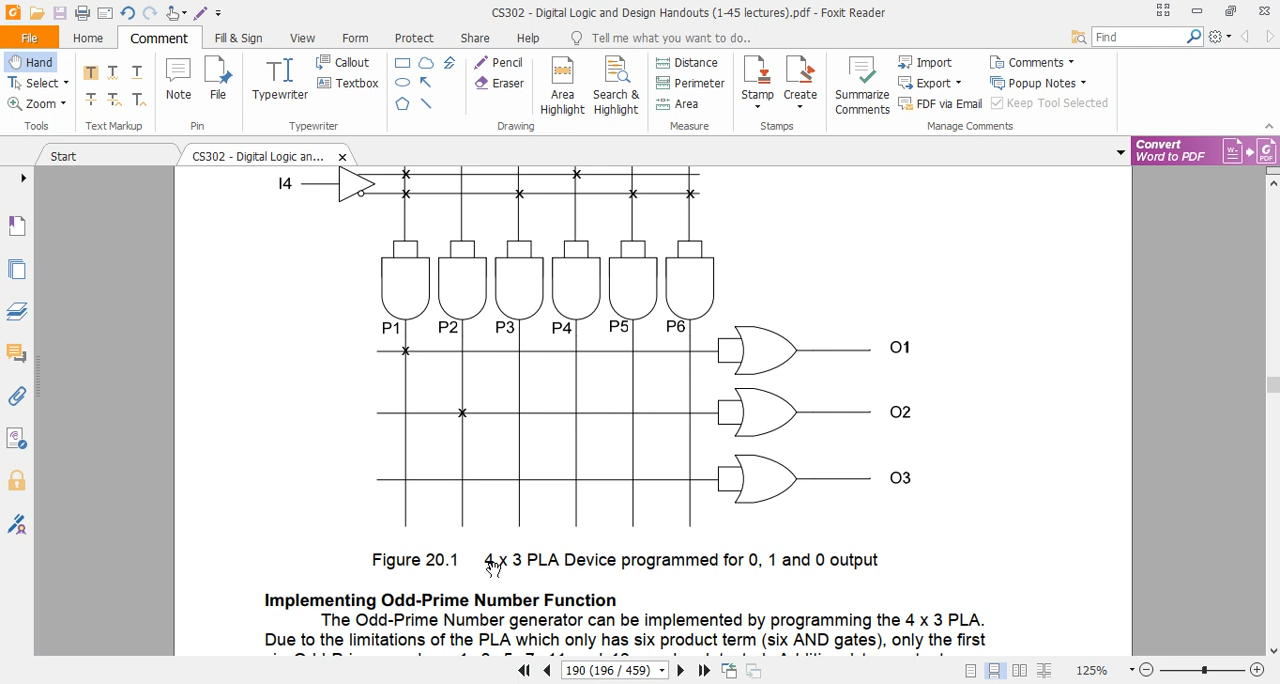 CS302 - Digital Logic and Design Handouts (1-45 lectures).pdf - Foxit Reader
File Home Comment Fill & Sign View Form Protect Share Help Tell me what you want to do.. Find
Hand
Select
Zoom
Tools
T T T
T T T
Text Markup
Note
File
Pin
Typewriter
Callout
Textbox
Typewriter
Pencil
Eraser
Area Highlight
Search & Highlight
Drawing
Distance
Perimeter
Area
Measure
Stamp
Create
Stamps
Summarize Comments
Import
Export
FDF via Email
Comments
Popup Notes
Keep Tool Selected
Manage Comments
Start
CS302 - Digital Logic an...
Convert
Word to PDF
PDF
I4
P1 P2 P3 P4 P5 P6
O1
O2
O3
Figure 20.1 4 x 3 PLA Device programmed for 0, 1 and 0 output
Implementing Odd-Prime Number Function
The Odd-Prime Number generator can be implemented by programming the 4 x 3 PLA.
Due to the limitations of the PLA which only has six product term (six AND gates), only the first
190 (196 / 459)
125%